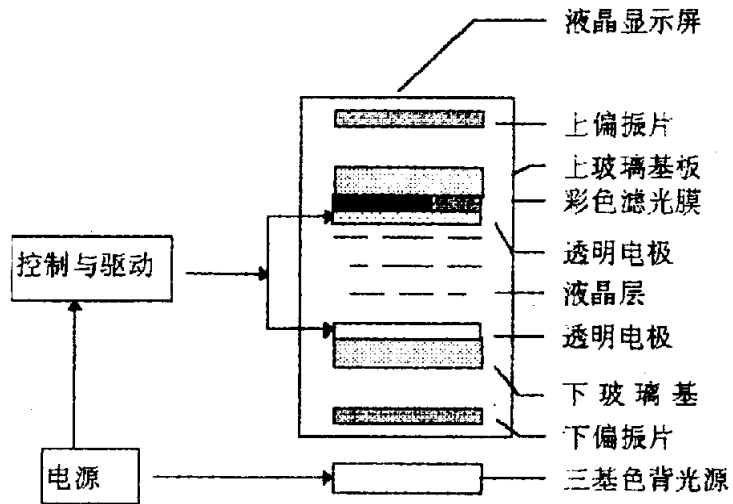 液晶显示屏
上偏振片
上玻璃基板
彩色滤光膜
透明电极
控制与驱动
液晶层
透明电极
下玻璃基
下偏振片
电源
三基色背光源